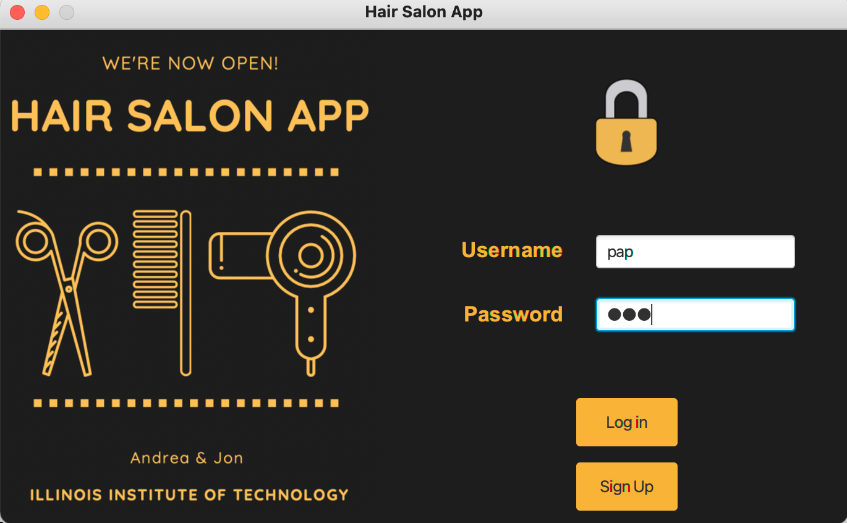 Hair Salon App
WE'RE NOW OPEN!
HAIR SALON APP
Username
pap
Password
●●●
Log in
Sign Up
Andrea & Jon
ILLINOIS INSTITUTE OF TECHNOLOGY